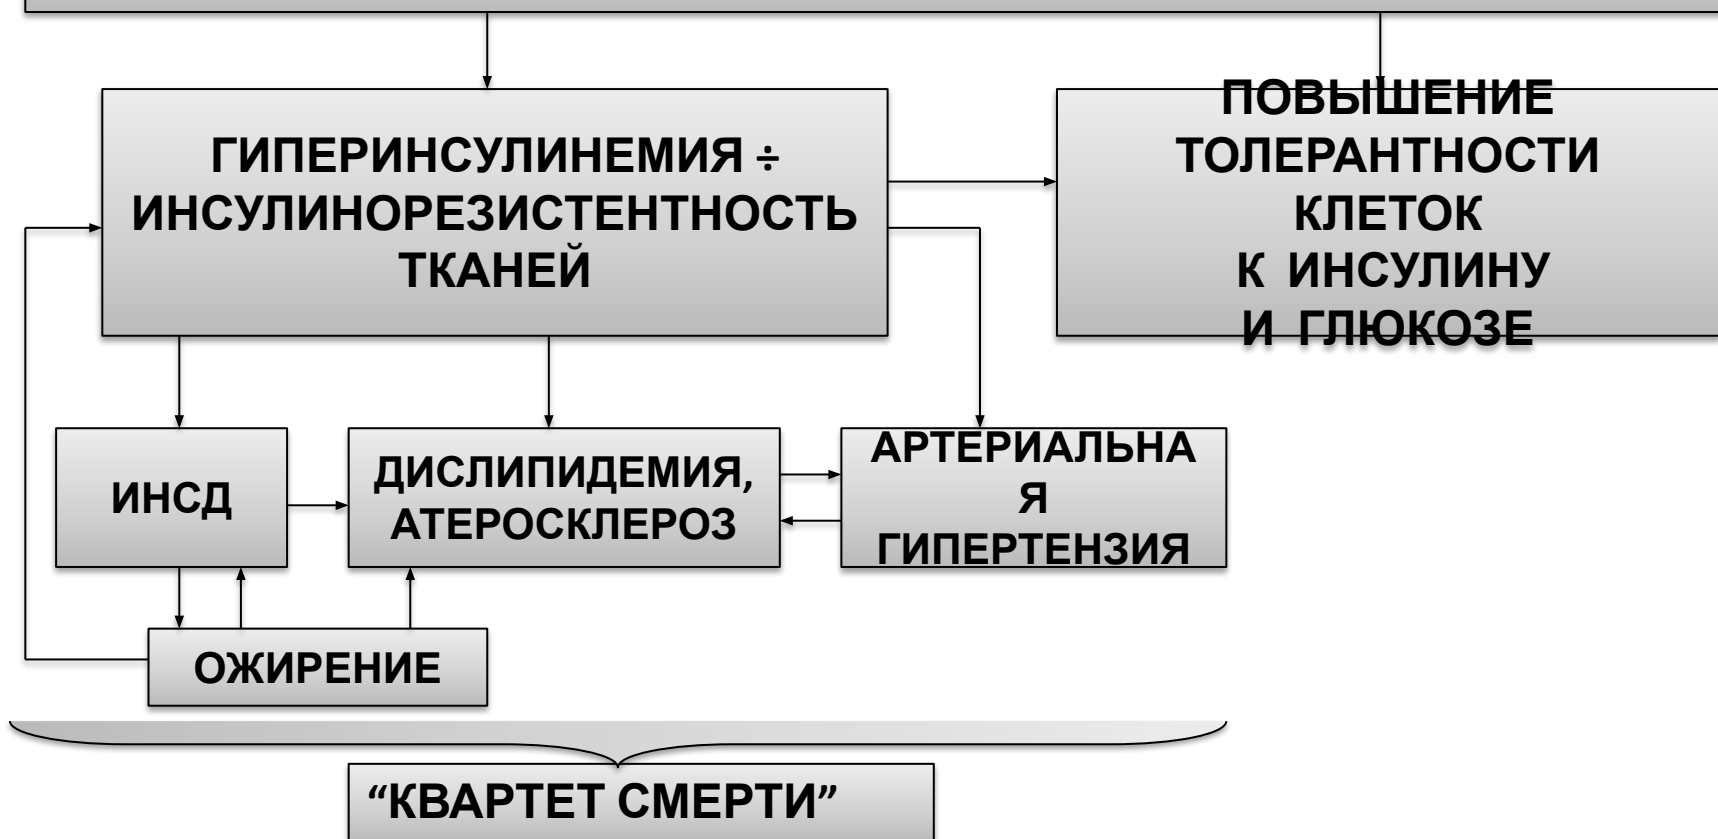 ГИПЕРИНСУЛИНЕМИЯ ÷
ИНСУЛИНОРЕЗИСТЕНТНОСТЬ
ТКАНЕЙ
ПОВЫШЕНИЕ
ТОЛЕРАНТНОСТИ
КЛЕТОК
К ИНСУЛИНУ
И ГЛЮКОЗЕ
ИНСД
ДИСЛИПИДЕМИЯ,
АТЕРОСКЛЕРОЗ
АРТЕРИАЛЬНА
Я
ГИПЕРТЕНЗИЯ
ОЖИРЕНИЕ
“КВАРТЕТ СМЕРТИ”